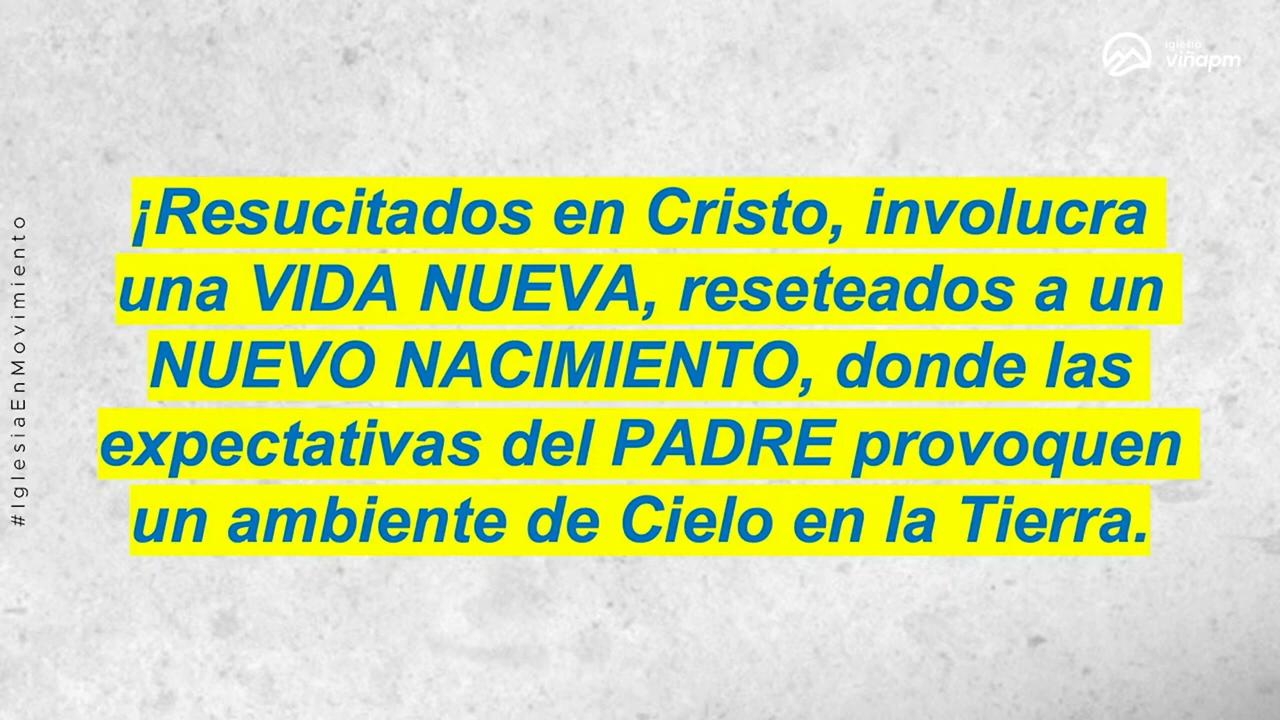 iglesia
viñapm
¡Resucitados en Cristo, involucra
una VIDA NUEVA, reseteados a un
NUEVO NACIMIENTO, donde las
expectativas del PADRE provoquen
un ambiente de Cielo en la Tierra.
#IglesiaEnMovimiento